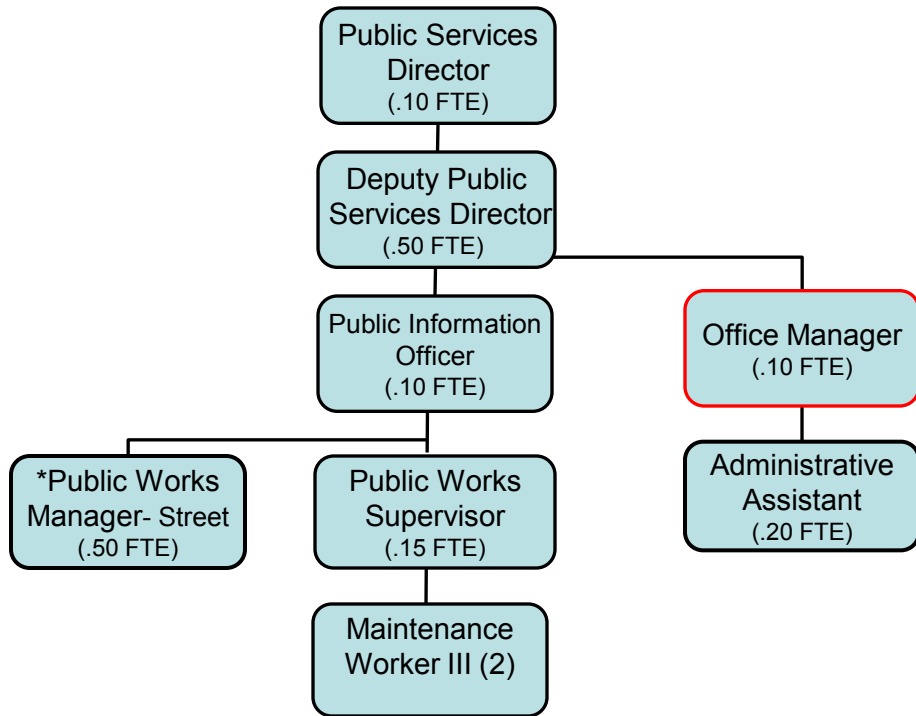 Public Services
Director
(.10 FTE)
Deputy Public
Services Director
(.50 FTE)
Public Information
Officer
(.10 FTE)
Office Manager
(.10 FTE)
*Public Works
Manager- Street
(.50 FTE)
Public Works
Supervisor
(.15 FTE)
Administrative
Assistant
(.20 FTE)
Maintenance
Worker III (2)